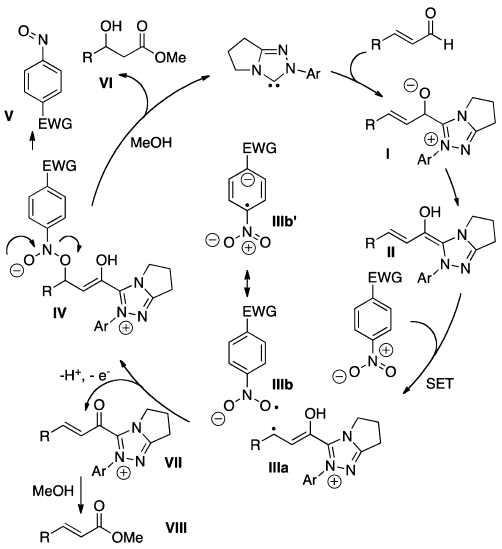 O
N
OH
O
R
OMe
VI
V
EWG
MeOH
N
N
N
Ar
O
R
H
⊖
O
R
N
⊕
N
N
Ar
I
OH
R
N
N
N
Ar
II
EWG
N ⊕
⊖ O
O
SET
EWG
⊖
IIIb'
⊖ O
N
O
⊕
EWG
IIIb
⊖ O
N
O
EWG
N
O
O
⊖
OH
R
N
N
N
Ar
⊕
IV
OH
R
N
N
N
Ar
⊕
IIIa
-H+, - e-
O
R
N
N
N
Ar
⊕
VII
MeOH
O
R
OMe
VIII